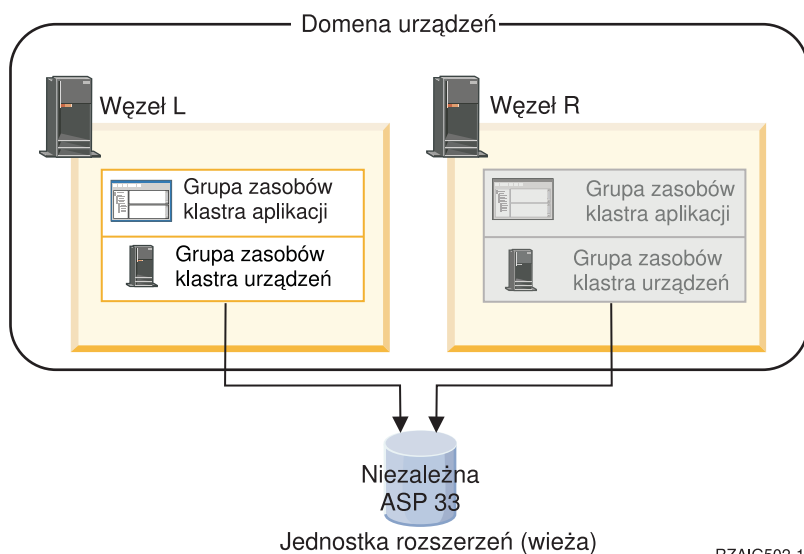 Domena urządzeń
Węzeł L
Grupa zasobów
klastra aplikacji
Grupa zasobów
klastra urządzeń
Węzeł R
Grupa zasobów
klastra aplikacji
Grupa zasobów
klastra urządzeń
Niezależna
ASP 33
Jednostka rozszerzeń (wieża)